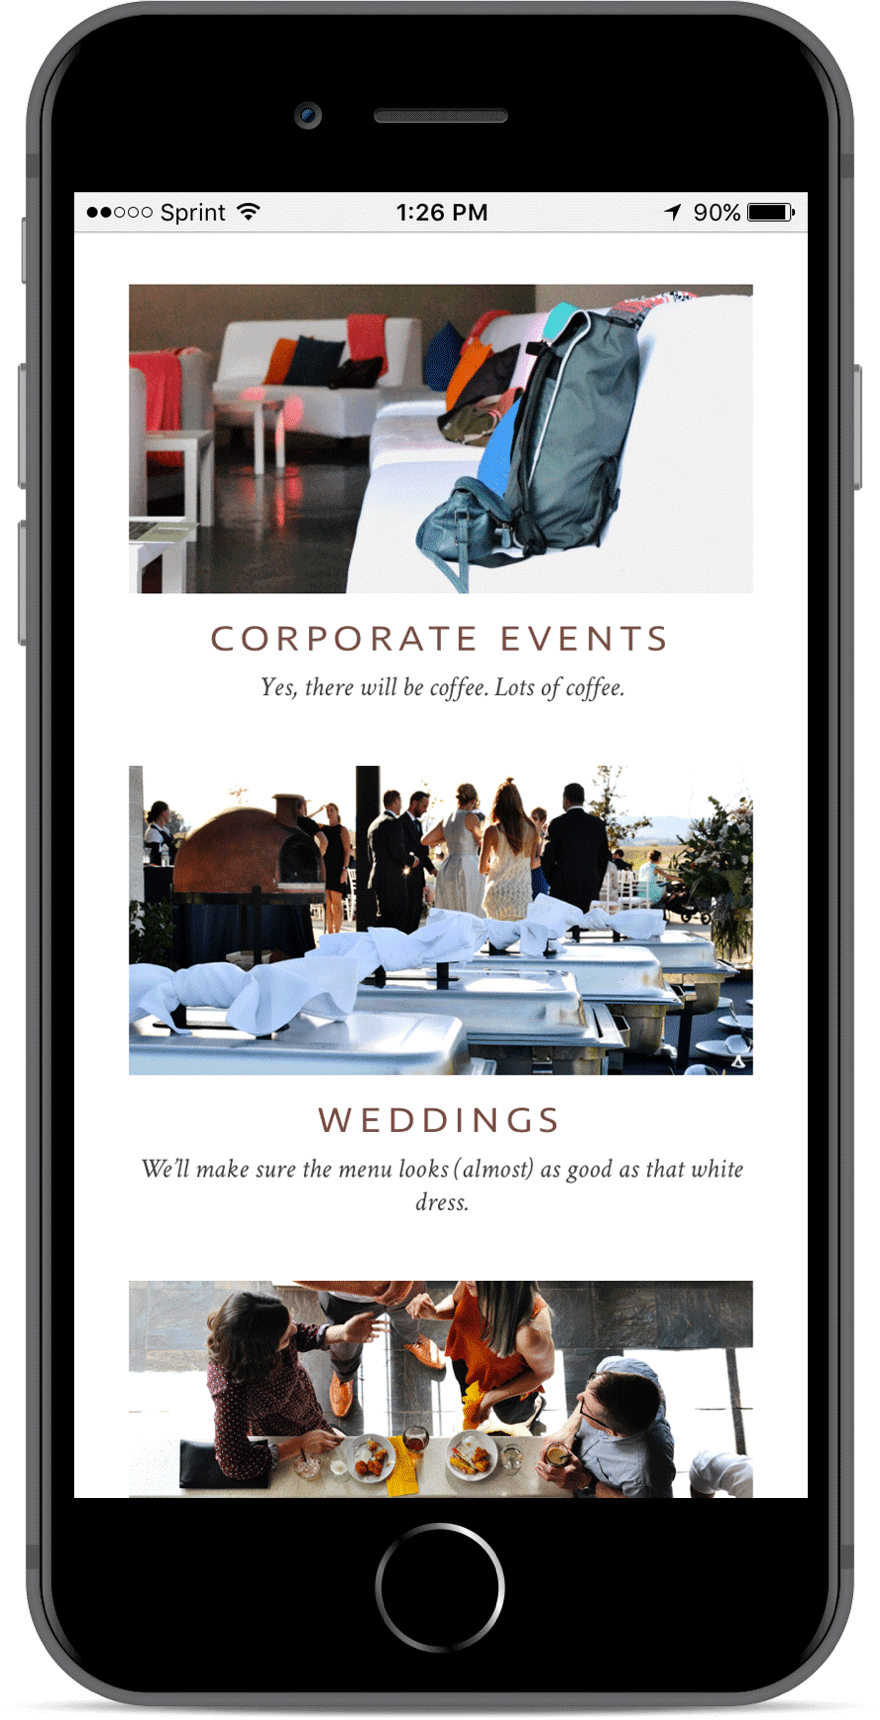 Sprint 1:26 PM 90%
CORPORATE EVENTS
Yes, there will be coffee. Lots of coffee.
WEDDINGS
We’ll make sure the menu looks (almost) as good as that white
dress.